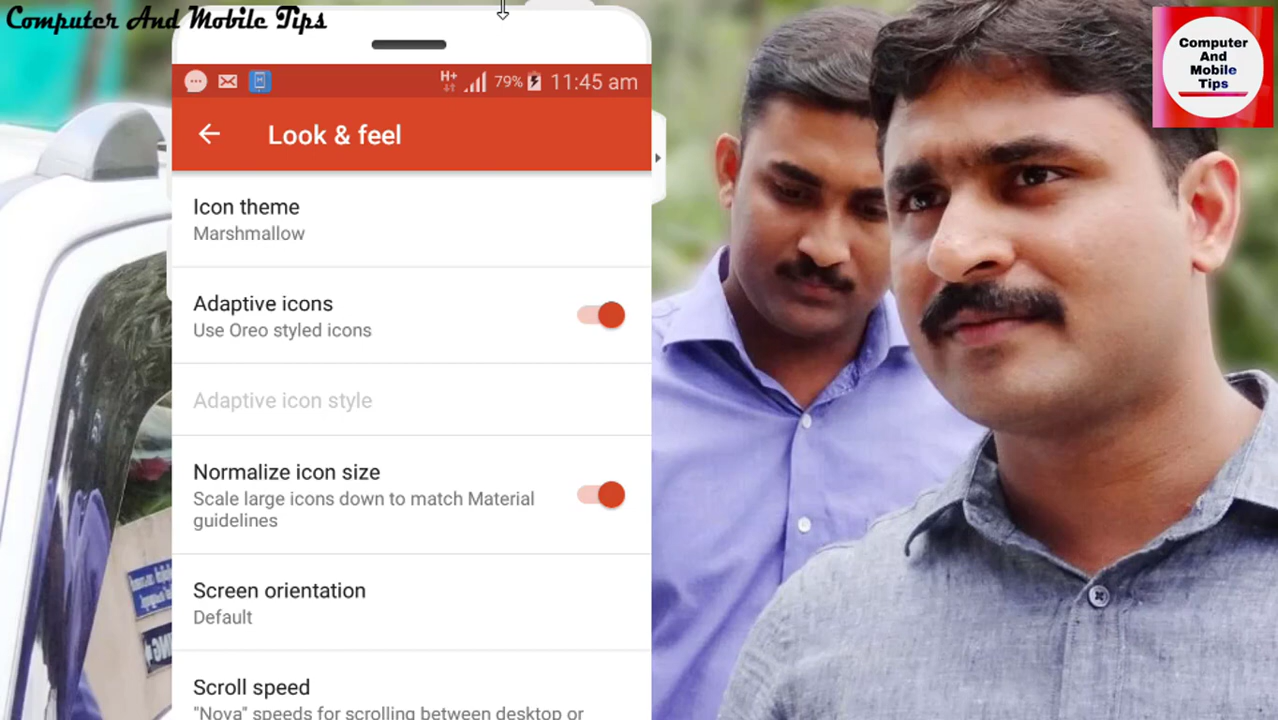 Computer And Mobile Tips
Computer
And
Mobile
Tips
H+
79%
11:45 am
Look & feel
Icon theme
Marshmallow
Adaptive icons
Use Oreo styled icons
Adaptive icon style
Normalize icon size
Scale large icons down to match Material
guidelines
Screen orientation
Default
Scroll speed
"Nova" speeds for scrolling between desktop or